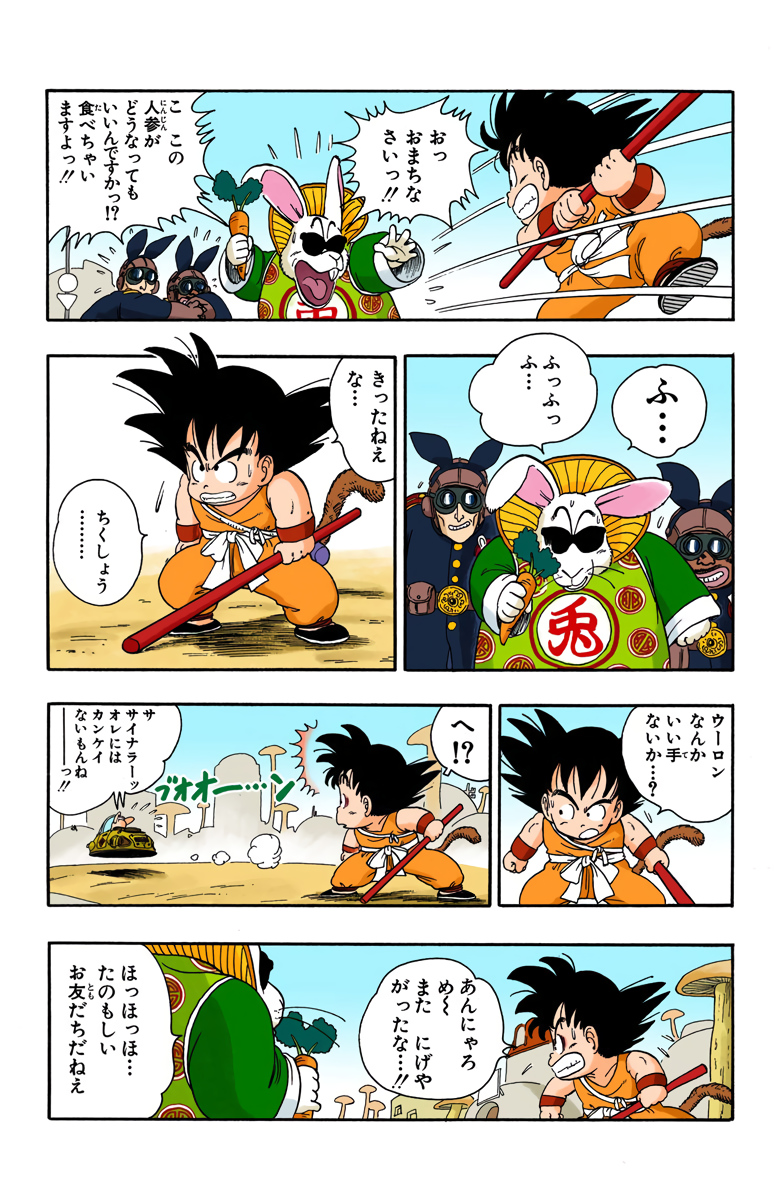 おっ
おまちな
さいっ!!
こ この
人参が
どうなっても
いいんですかっ!?
食べちゃい
ますよっ!!
兎
ふ…
ふっふっ
ふ…
兎
きったねえ
な…
ちくしょう
………
ウーロン
なんか
いい手
ないか…?
へ!?
ブオオー…ン
サ
サイナラーッ
オレには
カンケイ
ないもんね
──っ!!
あんにゃろ
め〜
また にげや
がったな…!!
ほっほっほ…
たのもしい
お友だちだねえ